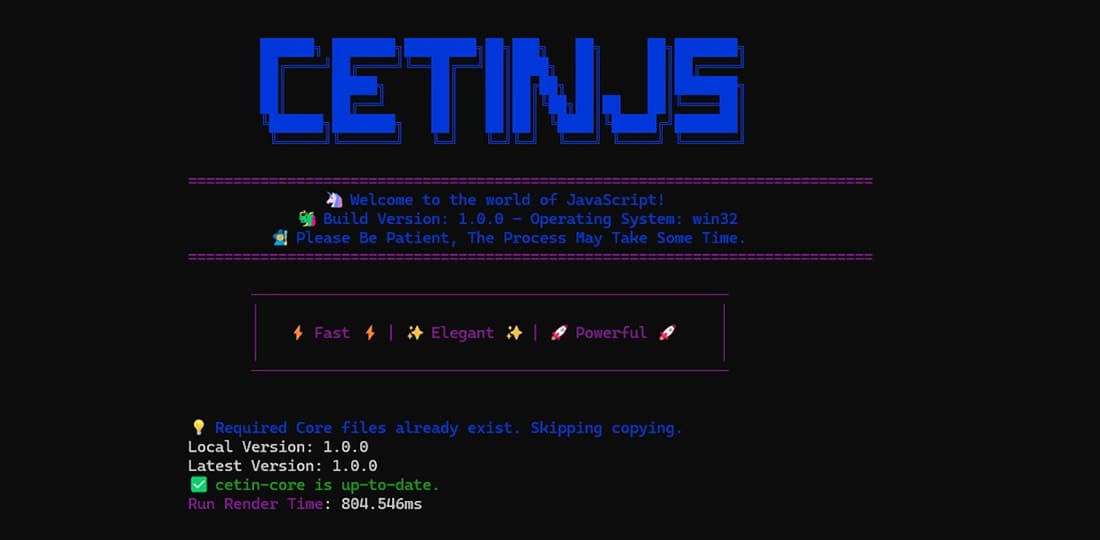 CETINJS
🦄 Welcome to the world of JavaScript!
🐲 Build Version: 1.0.0 - Operating System: win32
Please Be Patient, The Process May Take Some Time.
⚡ Fast ⚡ | ✨ Elegant ✨ | 🚀 Powerful 🚀
💡 Required Core files already exist. Skipping copying.
Local Version: 1.0.0
Latest Version: 1.0.0
✅ cetin-core is up-to-date.
Run Render Time: 804.546ms